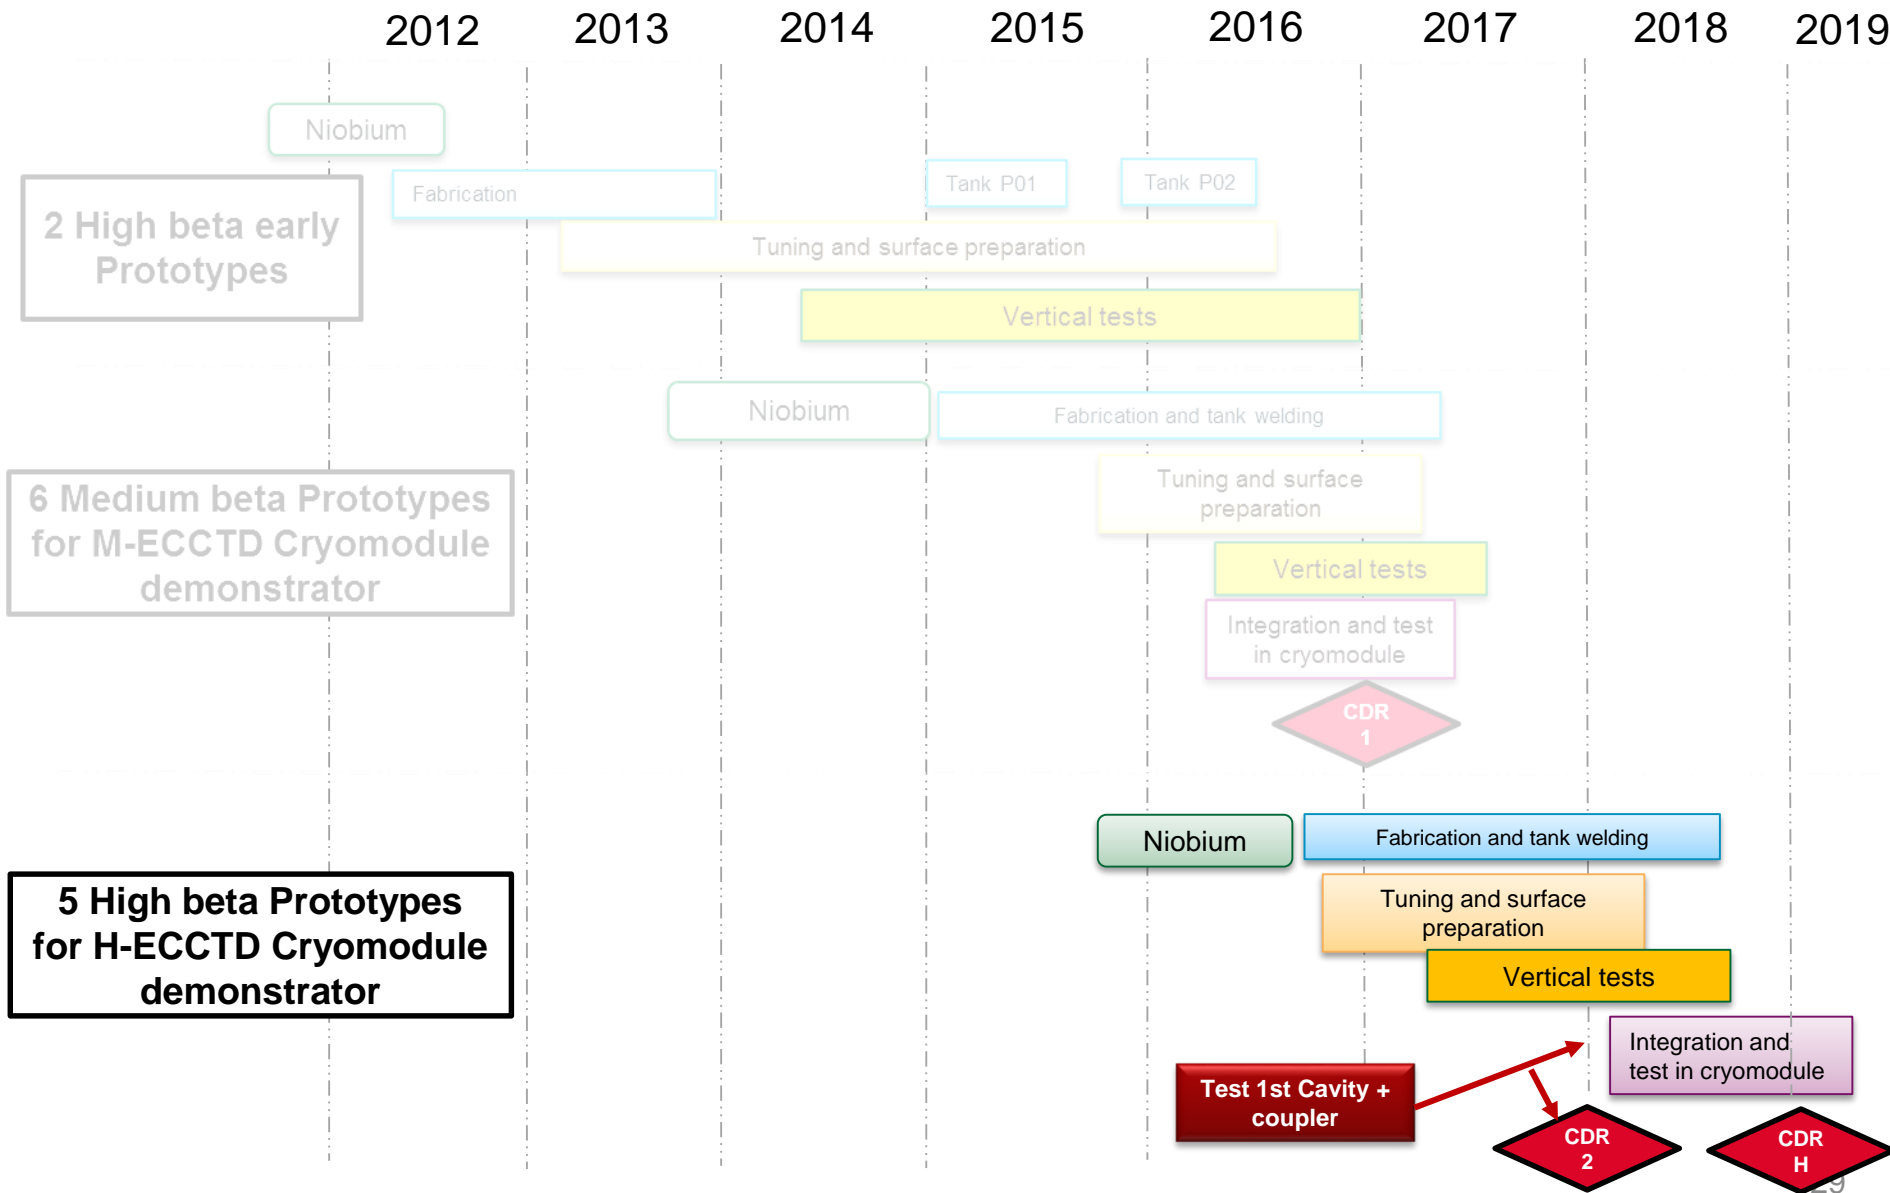 2012 2013 2014 2015 2016 2017 2018 2019
Niobium
Fabrication
Tank P01
Tank P02
2 High beta early
Prototypes
Tuning and surface preparation
Vertical tests
Niobium
Fabrication and tank welding
6 Medium beta Prototypes
for M-ECCTD Cryomodule
demonstrator
Tuning and surface
preparation
Vertical tests
Integration and test
in cryomodule
CDR
1
Niobium
Fabrication and tank welding
5 High beta Prototypes
for H-ECCTD Cryomodule
demonstrator
Tuning and surface
preparation
Vertical tests
Integration and
test in cryomodule
Test 1st Cavity +
coupler
CDR
2
CDR
H
29